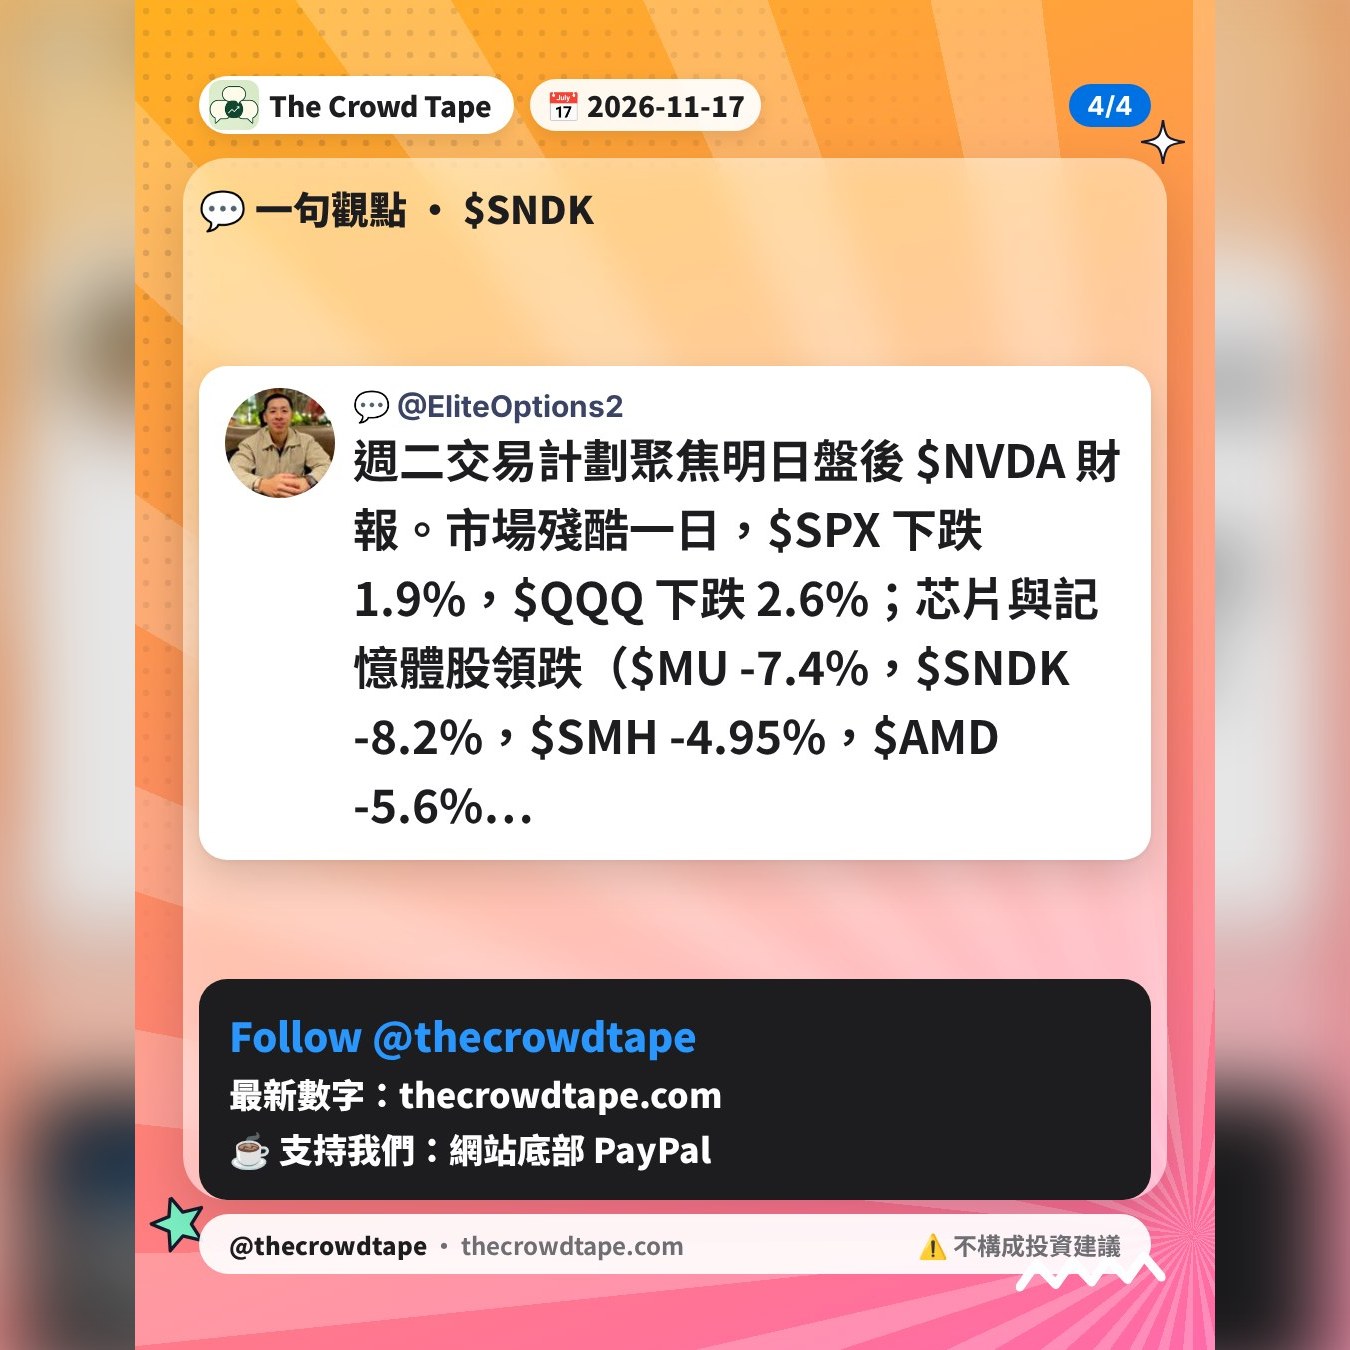 The Crowd Tape
July 17 2026-11-17
4/4
一句觀點 • $SNDK
@EliteOptions2
週二交易計劃聚焦明日盤後 $NVDA 財
報。市場殘酷一日，$SPX 下跌
1.9%，$QQQ 下跌 2.6%；芯片與記
憶體股領跌（$MU -7.4%，$SNDK
-8.2%，$SMH -4.95%，$AMD
-5.6%…
Follow @thecrowdtape
最新數字：thecrowdtape.com
支持我們：網站底部 PayPal
@thecrowdtape • thecrowdtape.com
不構成投資建議